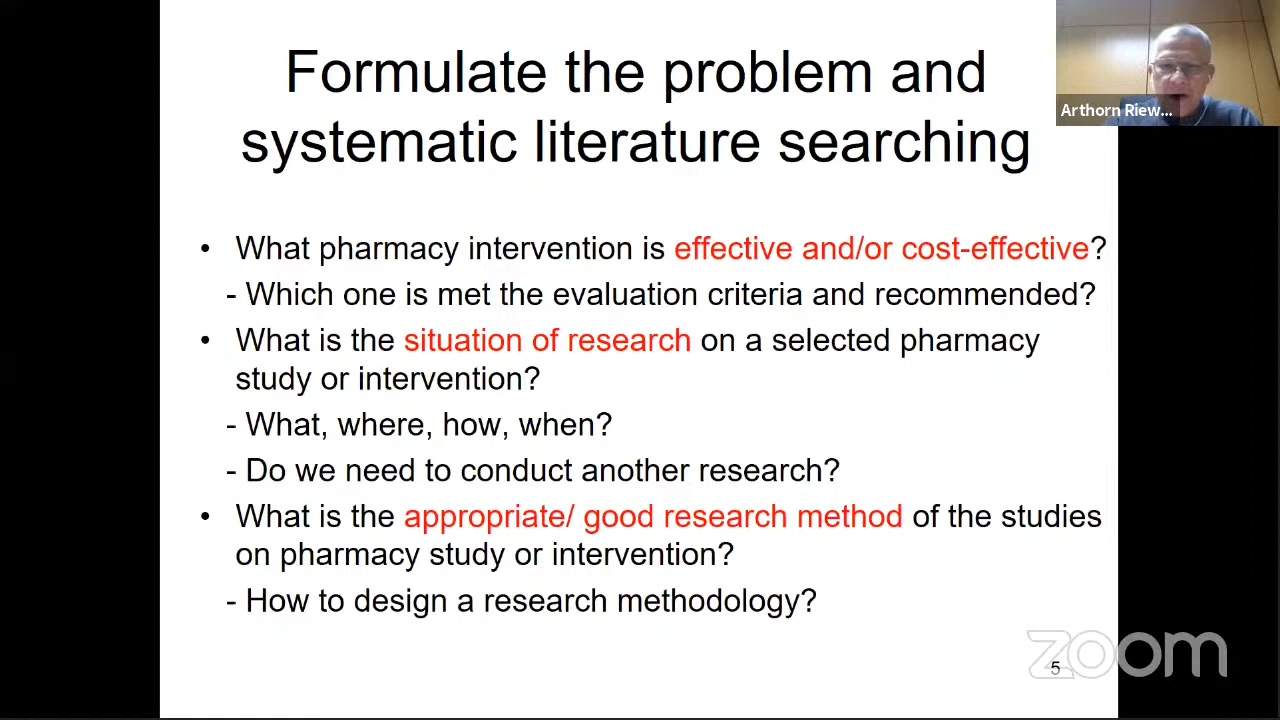 Formulate the problem and
systematic literature searching
Arthorn Riew...
• What pharmacy intervention is effective and/or cost-effective?
- Which one is met the evaluation criteria and recommended?
• What is the situation of research on a selected pharmacy
study or intervention?
- What, where, how, when?
- Do we need to conduct another research?
• What is the appropriate/ good research method of the studies
on pharmacy study or intervention?
- How to design a research methodology?
zoom
5